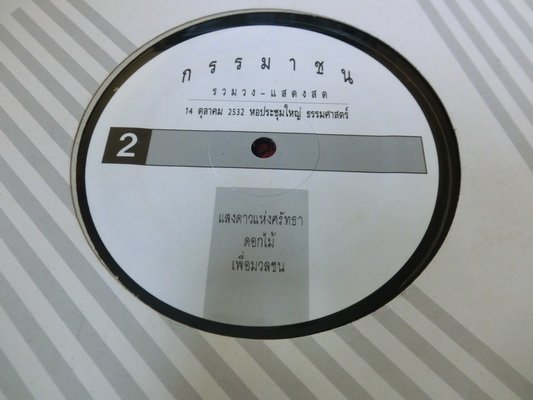 กรรมาชน
รวมวง-แสดงสด
14 ตุลาคม 2532 หอประชุมใหญ่ ธรรมศาสตร์
2
แสงดาวแห่งศรัทธา
ดอกไม้
เพื่อมวลชน